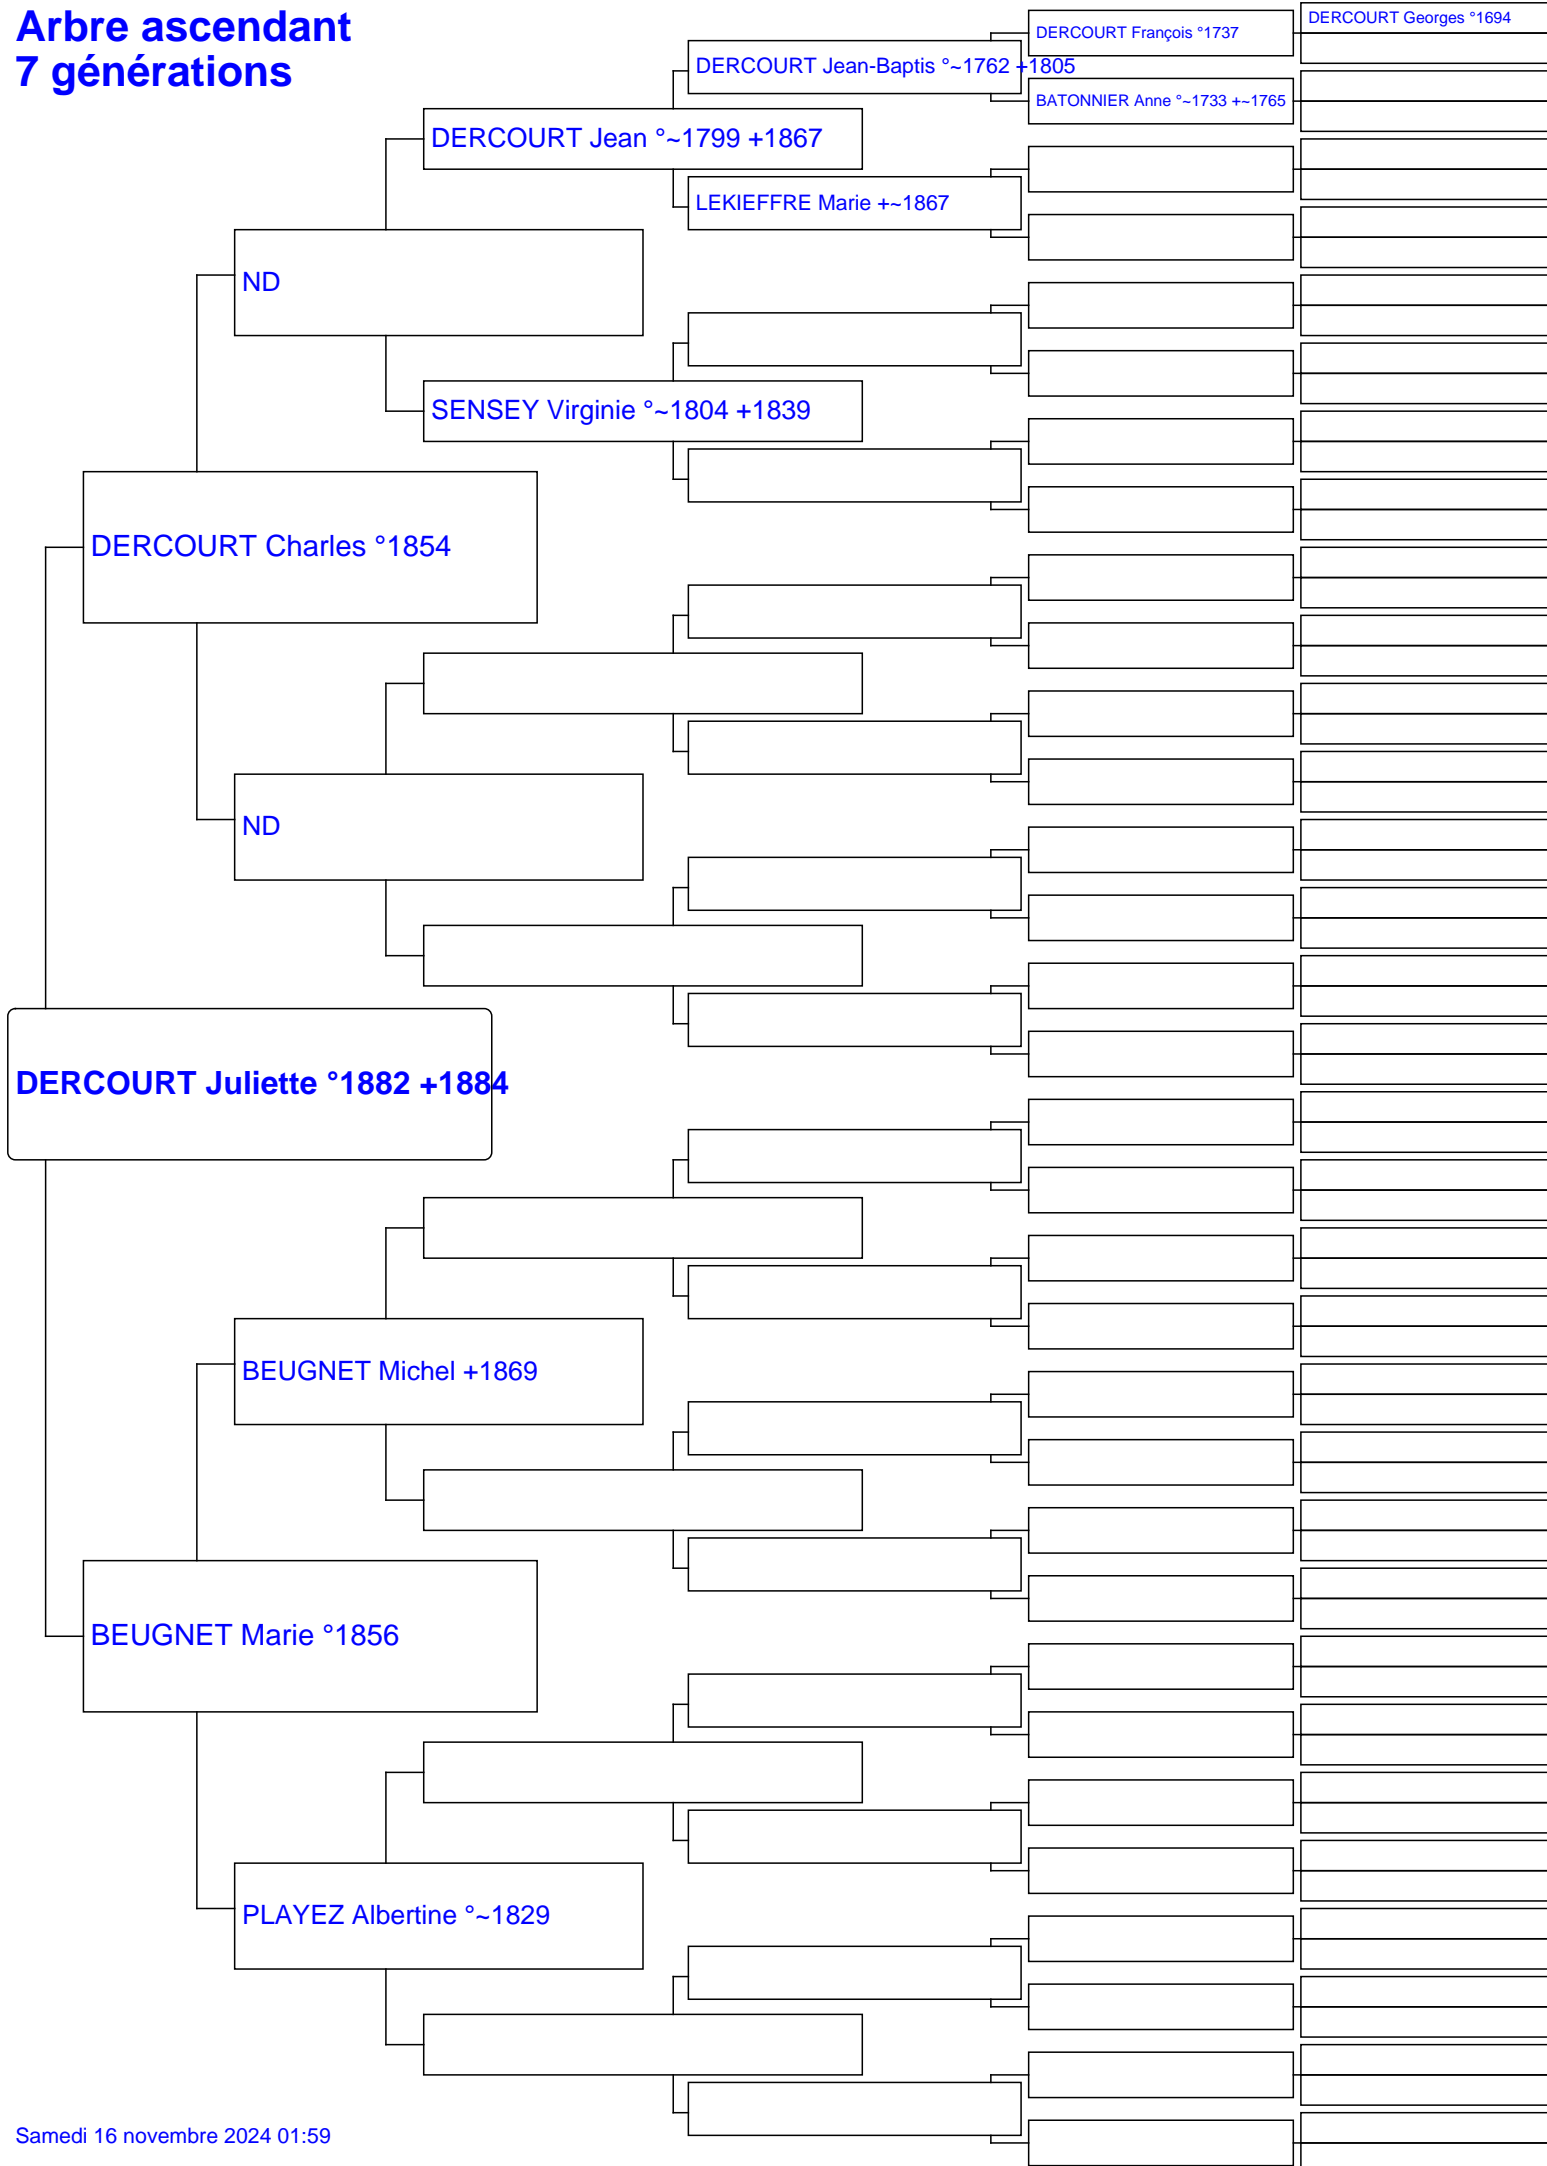 Arbre ascendant
7 générations
DERCOURT Georges °1694
DERCOURT François °1737
DERCOURT Jean-Baptis °~1762 +1805
BATONNIER Anne °~1733 +~1765
DERCOURT Jean °~1799 +1867
LEKIEFFRE Marie +~1867
ND
SENSEY Virginie °~1804 +1839
DERCOURT Charles °1854
ND
DERCOURT Juliette °1882 +1884
BEUGNET Michel +1869
BEUGNET Marie °1856
PLAYEZ Albertine °~1829
Samedi 16 novembre 2024 01:59